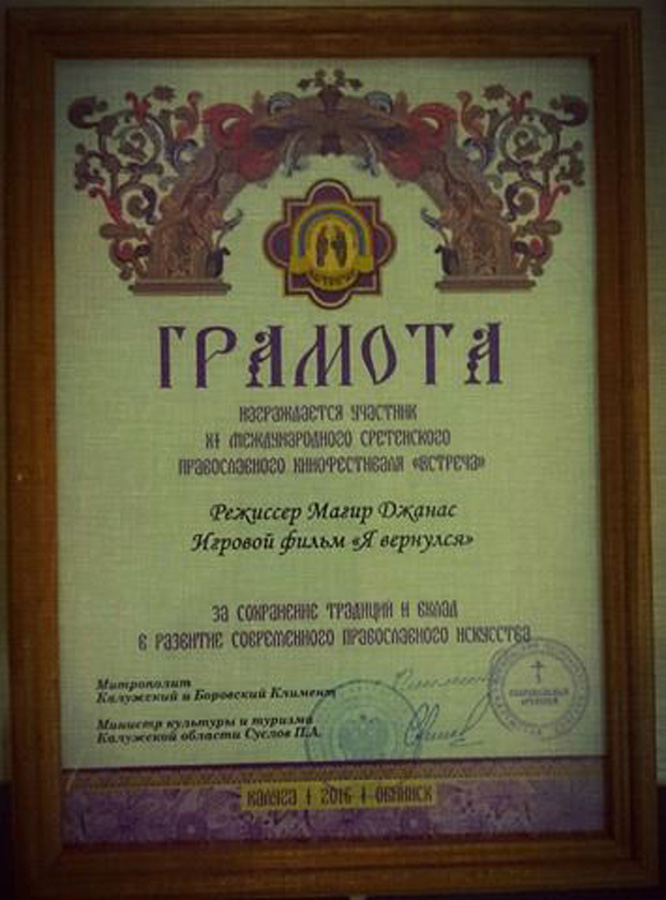 ВСТРЕЧА
ГРАМОТА
НАГРАЖДАЕТСЯ УЧАСТНИК
XI МЕЖДУНАРОДНОГО СРЕТЕНСКОГО
ПРАВОСЛАВНОГО КИНОФЕСТИВАЛЯ «ВСТРЕЧА»
Режиссер Магир Джанас
Игровой фильм «Я вернулся»
ЗА СОХРАНЕНИЕ ТРАДИЦИЙ И ВКЛАД
В РАЗВИТИЕ СОВРЕМЕННОГО ПРАВОСЛАВНОГО ИСКУССТВА
Митрополит
Калужский и Боровский Климент
Министр культуры и туризма
Калужской области Суслов П.А.
КАЛУГА 2016 ОБНИНСК